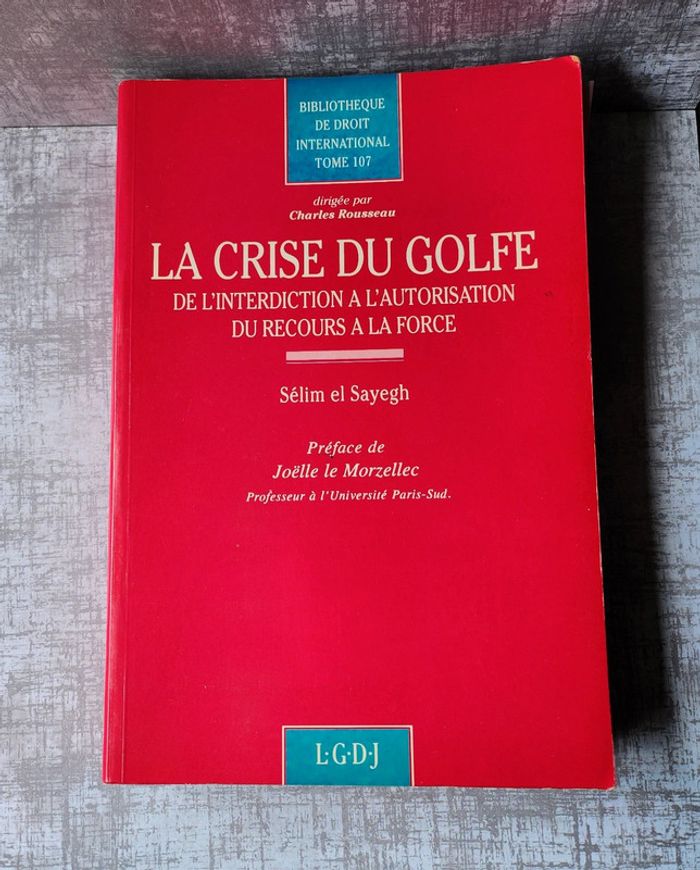 BIBLIOTHEQUE
DE DROIT
INTERNATIONAL
TOME 107
dirigée par
Charles Rousseau
LA CRISE DU GOLFE
DE L'INTERDICTION A L'AUTORISATION
DU RECOURS A LA FORCE
Sélim el Sayegh
Préface de
Joëlle le Morzellec
Professeur à l'Université Paris-Sud.
L·G·D·J